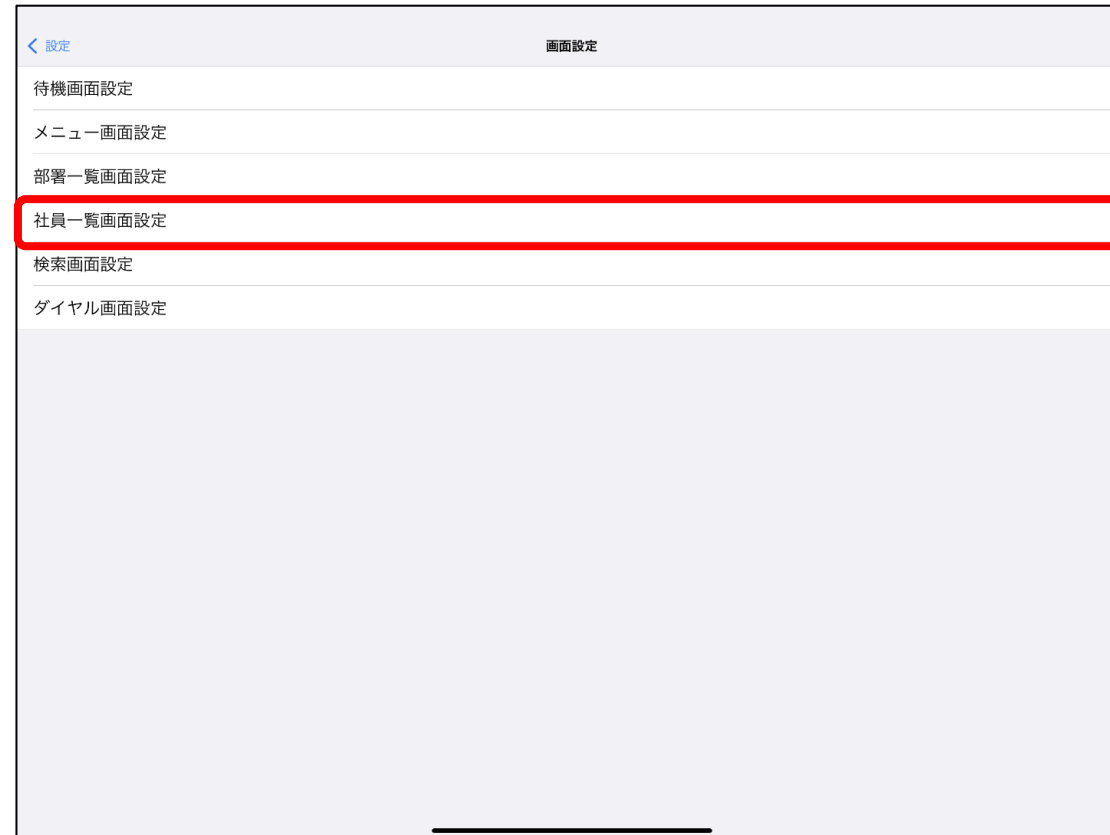 設定
画面設定
待機画面設定
メニュー画面設定
部署一覧画面設定
社員一覧画面設定
検索画面設定
ダイヤル画面設定